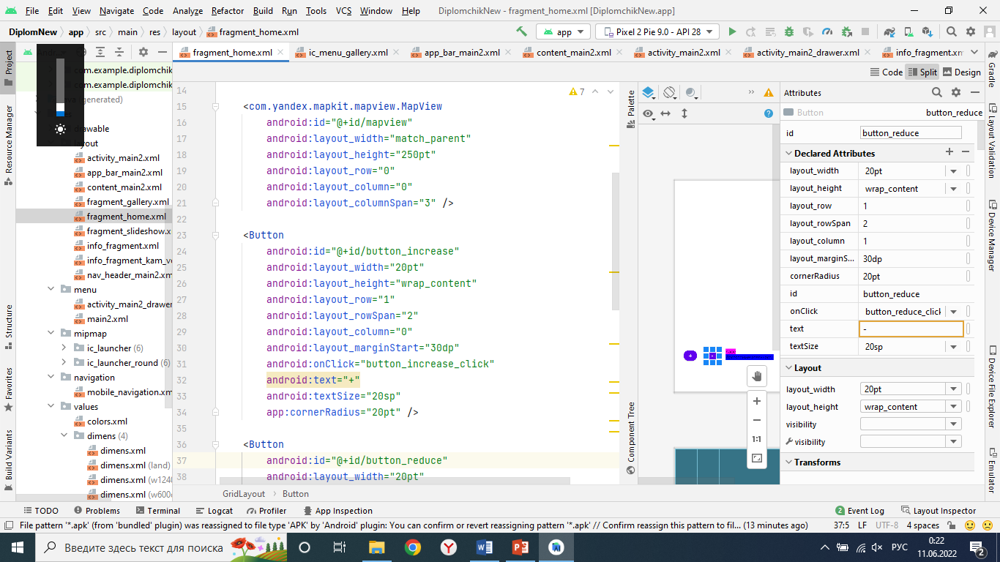 File Edit View Navigate Code Analyze Refactor Build Run Tools VCS Window Help DiplomchikNew - fragment_home.xml [DiplomchikNew.app]
DiplomNew app src main res layout fragment_home.xml
app Pixel 2 Pie 9.0 - API 28
fragment_home.xml ic_menu_gallery.xml app_bar_main2.xml content_main2.xml activity_main2.xml activity_main2_drawer.xml info_fragment.xm
Code Split Design
Project
Resource Manager
Structure
Favorites
Build Variants
com.example.diplomchik
com.example.diplomchik
(generated)
drawable
layout
activity_main2.xml
app_bar_main2.xml
content_main2.xml
fragment_gallery.xml
fragment_home.xml
fragment_slideshow.x
info_fragment.xml
info_fragment_kam_vo
nav_header_main2.xm
menu
activity_main2_drawer
main2.xml
mipmap
ic_launcher (6)
ic_launcher_round (6)
navigation
mobile_navigation.xm
values
colors.xml
dimens (4)
dimens.xml
dimens.xml (land)
dimens.xml (w1240
dimens.xml (w600d
7
14
15 <com.yandex.mapkit.mapview.MapView
16 android:id="@+id/mapview"
17 android:layout_width="match_parent"
18 android:layout_height="250pt"
19 android:layout_row="0"
20 android:layout_column="0"
21 android:layout_columnSpan="3" />
22
23 <Button
24 android:id="@+id/button_increase"
25 android:layout_width="20pt"
26 android:layout_height="wrap_content"
27 android:layout_row="1"
28 android:layout_rowSpan="2"
29 android:layout_column="0"
30 android:layout_marginStart="30dp"
31 android:onClick="button_increase_click"
32 android:text="+"
33 android:textSize="20sp"
34 app:cornerRadius="20pt" />
35
36 <Button
37 android:id="@+id/button_reduce"
38 android:layout_width="20pt"
GridLayout Button
Palette
Component Tree
+
-
1:1
Attributes
Button button_reduce
id button_reduce
Declared Attributes
layout_width 20pt
layout_height wrap_content
layout_row 1
layout_rowSpan 2
layout_column 1
layout_marginS... 30dp
cornerRadius 20pt
id button_reduce
onClick button_reduce_click
text -
textSize 20sp
Layout
layout_width 20pt
layout_height wrap_content
visibility
visibility
Transforms
Gradle
Layout Validation
Device Manager
Device File Explorer
Emulator
TODO Problems Terminal Logcat Profiler App Inspection 2 Event Log Layout Inspector
File pattern '*.apk' (from 'bundled' plugin) was reassigned to file type 'APK' by 'Android' plugin: You can confirm or revert reassigning pattern '*.apk' // Confirm reassign this pattern to fil... (13 minutes ago) 37:5 LF UTF-8 4 spaces
Введите здесь текст для поиска
РУС
0:22
11.06.2022
2